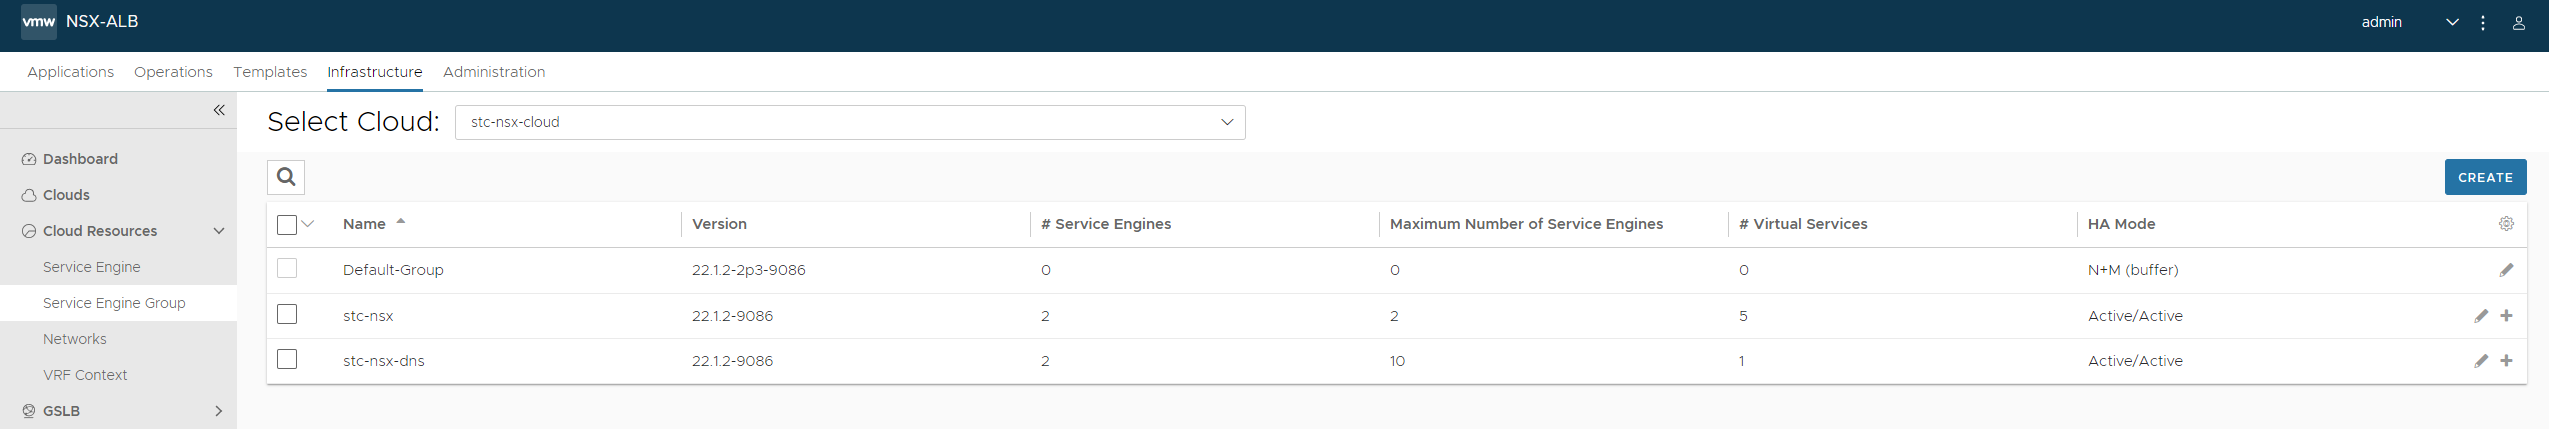 vmw NSX-ALB admin
Applications Operations Templates Infrastructure Administration
Select Cloud: stc-nsx-cloud
Dashboard
Clouds
Cloud Resources
Service Engine
Service Engine Group
Networks
VRF Context
GSLB
CREATE
Name Version # Service Engines Maximum Number of Service Engines # Virtual Services HA Mode
Default-Group 22.1.2-2p3-9086 0 0 0 N+M (buffer)
stc-nsx 22.1.2-9086 2 2 5 Active/Active
stc-nsx-dns 22.1.2-9086 2 10 1 Active/Active